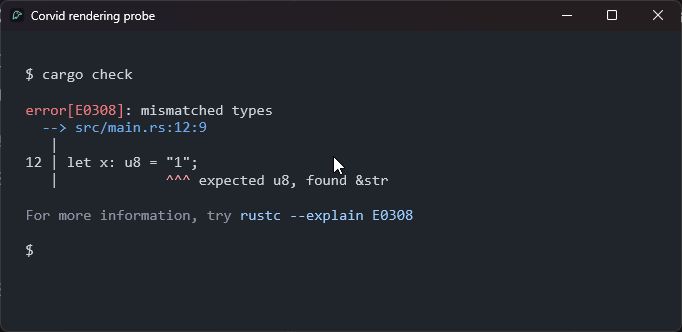 Corvid rendering probe
$ cargo check
error[E0308]: mismatched types
  --> src/main.rs:12:9
   |
12 | let x: u8 = "1";
   |             ^^^ expected u8, found &str
For more information, try rustc --explain E0308
$